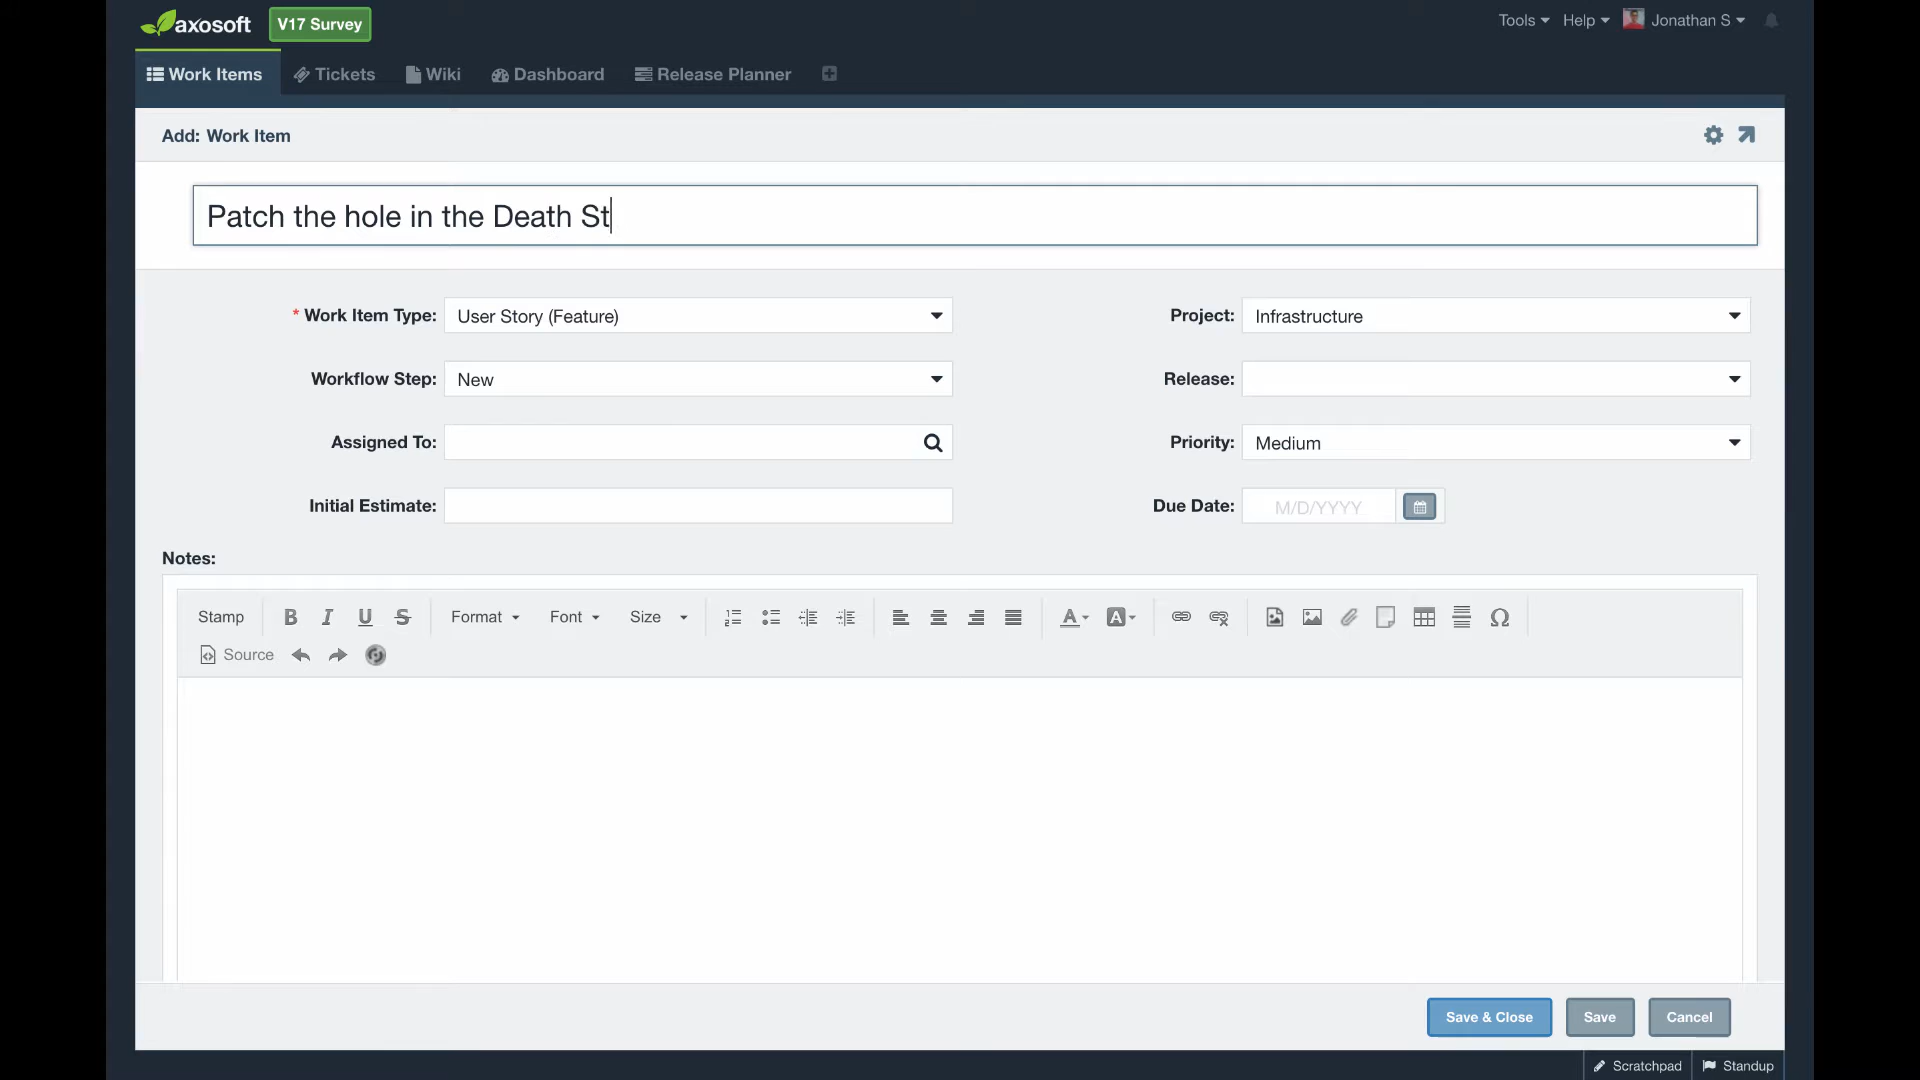 axosoft V17 Survey Tools Help Jonathan S
Work Items Tickets Wiki Dashboard Release Planner
Add: Work Item
Patch the hole in the Death St
* Work Item Type: User Story (Feature) Project: Infrastructure
Workflow Step: New Release:
Assigned To: Priority: Medium
Initial Estimate: Due Date: M/D/YYYY
Notes:
Stamp B I U S Format Font Size A A Ω
Source
Save & Close Save Cancel
Scratchpad Standup